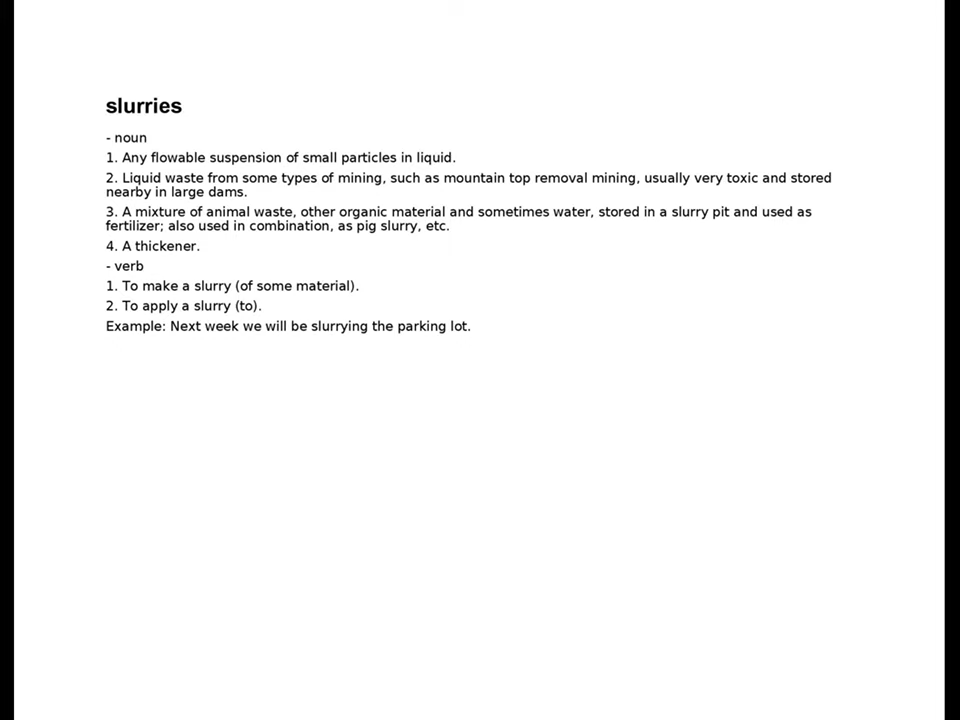 slurries
- noun
1. Any flowable suspension of small particles in liquid.
2. Liquid waste from some types of mining, such as mountain top removal mining, usually very toxic and stored
nearby in large dams.
3. A mixture of animal waste, other organic material and sometimes water, stored in a slurry pit and used as
fertilizer; also used in combination, as pig slurry, etc.
4. A thickener.
- verb
1. To make a slurry (of some material).
2. To apply a slurry (to).
Example: Next week we will be slurrying the parking lot.